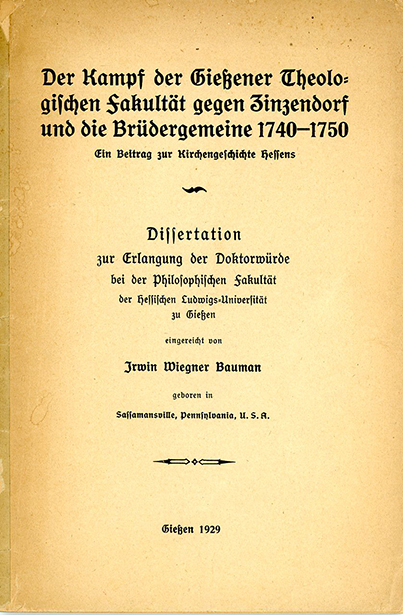 Der Kampf der Gießener Theolo-
gischen Fakultät gegen Zinzendorf
und die Brüdergemeine 1740—1750
Ein Beitrag zur Kirchengeschichte Hessens
Dissertation
zur Erlangung der Doktorwürde
bei der Philosophischen Fakultät
der Hessischen Ludwigs-Universität
zu Gießen
eingereicht von
Irwin Wiegner Bauman
geboren in
Sassamansville, Pennsylvania, U. S. A.
Gießen 1929